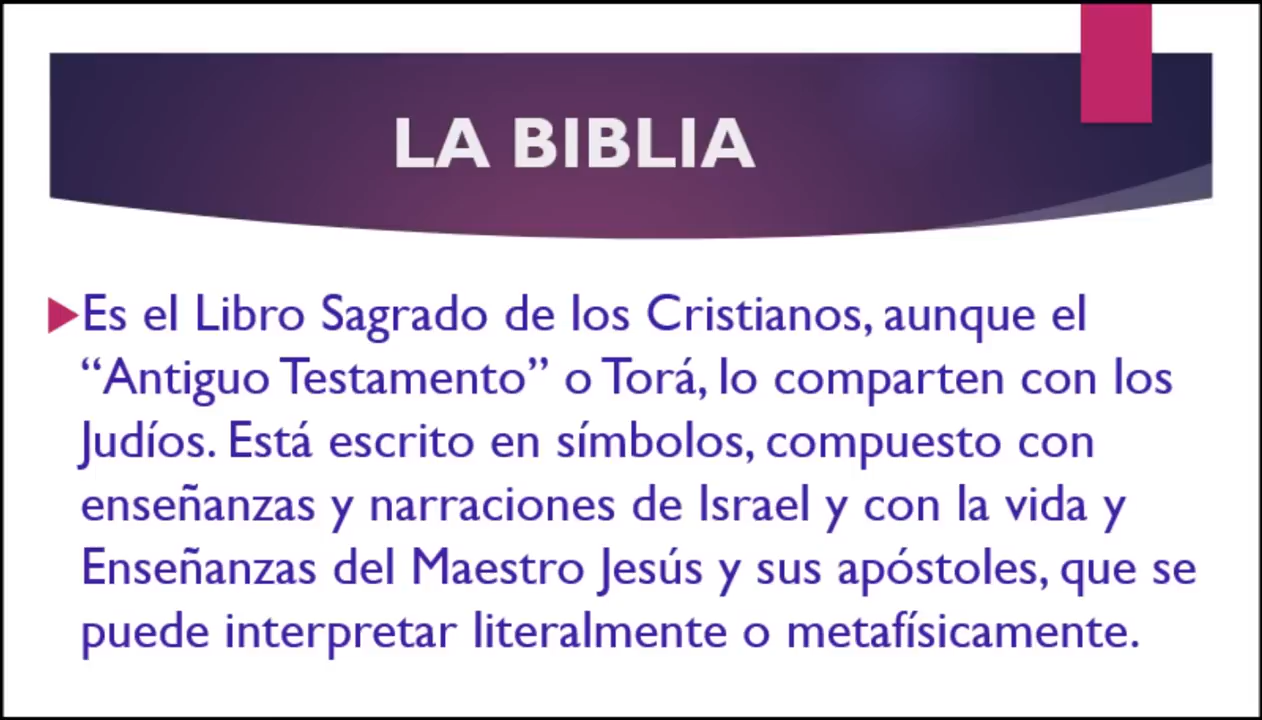 LA BIBLIA
Es el Libro Sagrado de los Cristianos, aunque el
“Antiguo Testamento” o Torá, lo comparten con los
Judíos. Está escrito en símbolos, compuesto con
enseñanzas y narraciones de Israel y con la vida y
Enseñanzas del Maestro Jesús y sus apóstoles, que se
puede interpretar literalmente o metafísicamente.